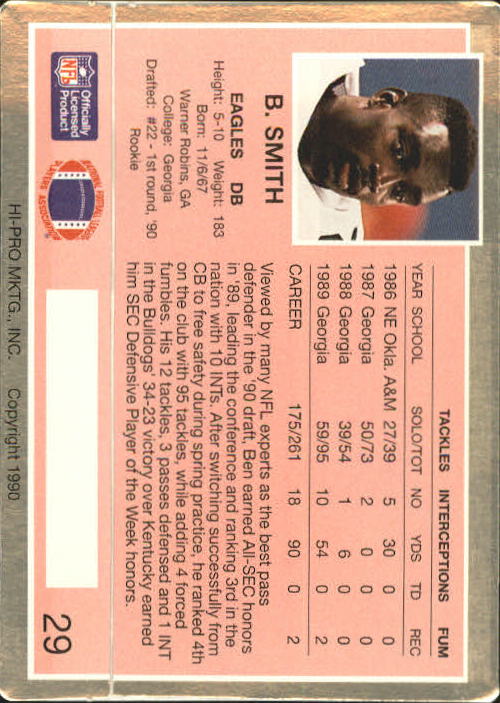 B. SMITH
EAGLES DB
Height: 5-10 Weight: 183
Born: 11/6/67
Warner Robins, GA
College: Georgia
Drafted: #22 - 1st round, '90
Rookie
NFL
Officially
Licensed
Product
NATIONAL FOOTBALL LEAGUE
PLAYERS ASSOCIATION
TACKLES INTERCEPTIONS FUM
YEAR SCHOOL SOLO/TOT NO YDS TD REC
1986 NE Okla. A&M 27/39 5 30 0 0
1987 Georgia 50/73 2 0 0 0
1988 Georgia 39/54 1 6 0 0
1989 Georgia 59/95 10 54 0 2
CAREER 175/261 18 90 0 2
Viewed by many NFL experts as the best pass
defender in the '90 draft, Ben earned All-SEC honors
in '89, leading the conference and ranking 3rd in the
nation with 10 INTs. After switching successfully from
CB to free safety during spring practice, he ranked 4th
on the club with 95 tackles, while adding 4 forced
fumbles. His 12 tackles, 3 passes defensed and 1 INT
in the Bulldogs' 34-23 victory over Kentucky earned
him SEC Defensive Player of the Week honors.
29
HI-PRO MKTG., INC. Copyright 1990